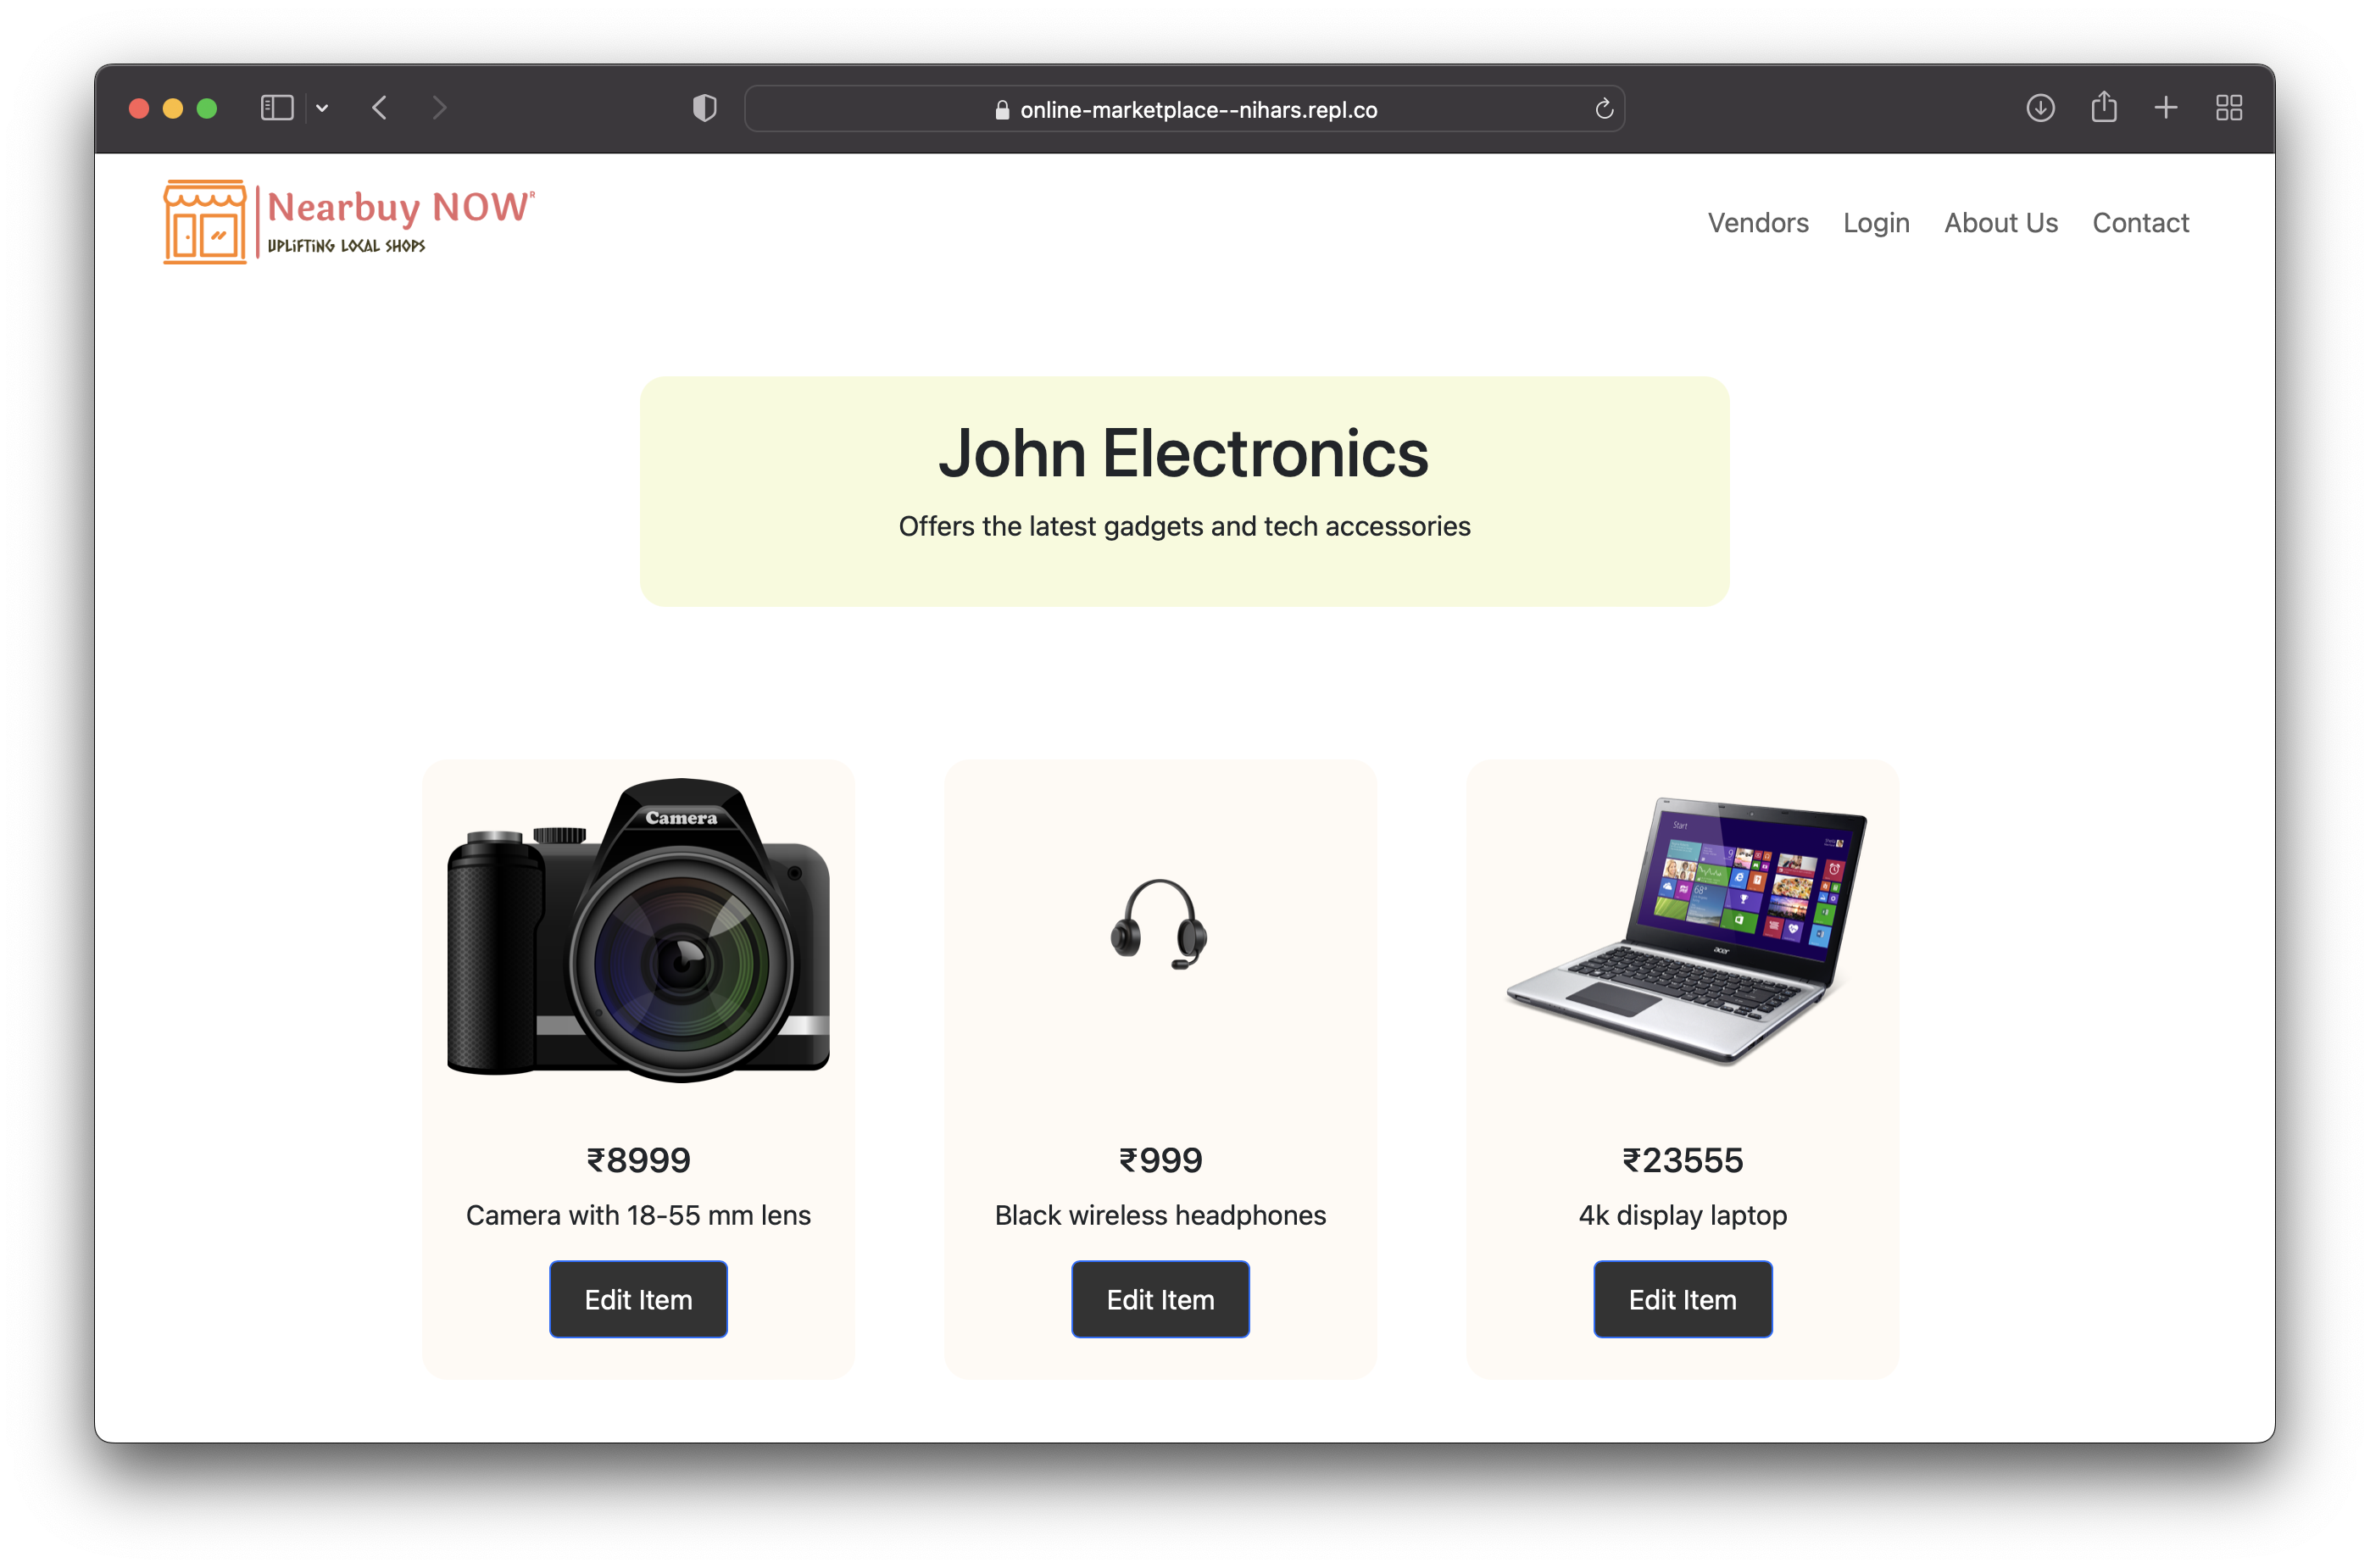 online-marketplace--nihars.repl.co
Nearbuy NOW®
UPLIFTING LOCAL SHOPS
Vendors Login About Us Contact
John Electronics
Offers the latest gadgets and tech accessories
Camera
Start
acer
₹8999 ₹999 ₹23555
Camera with 18-55 mm lens Black wireless headphones 4k display laptop
Edit Item Edit Item Edit Item